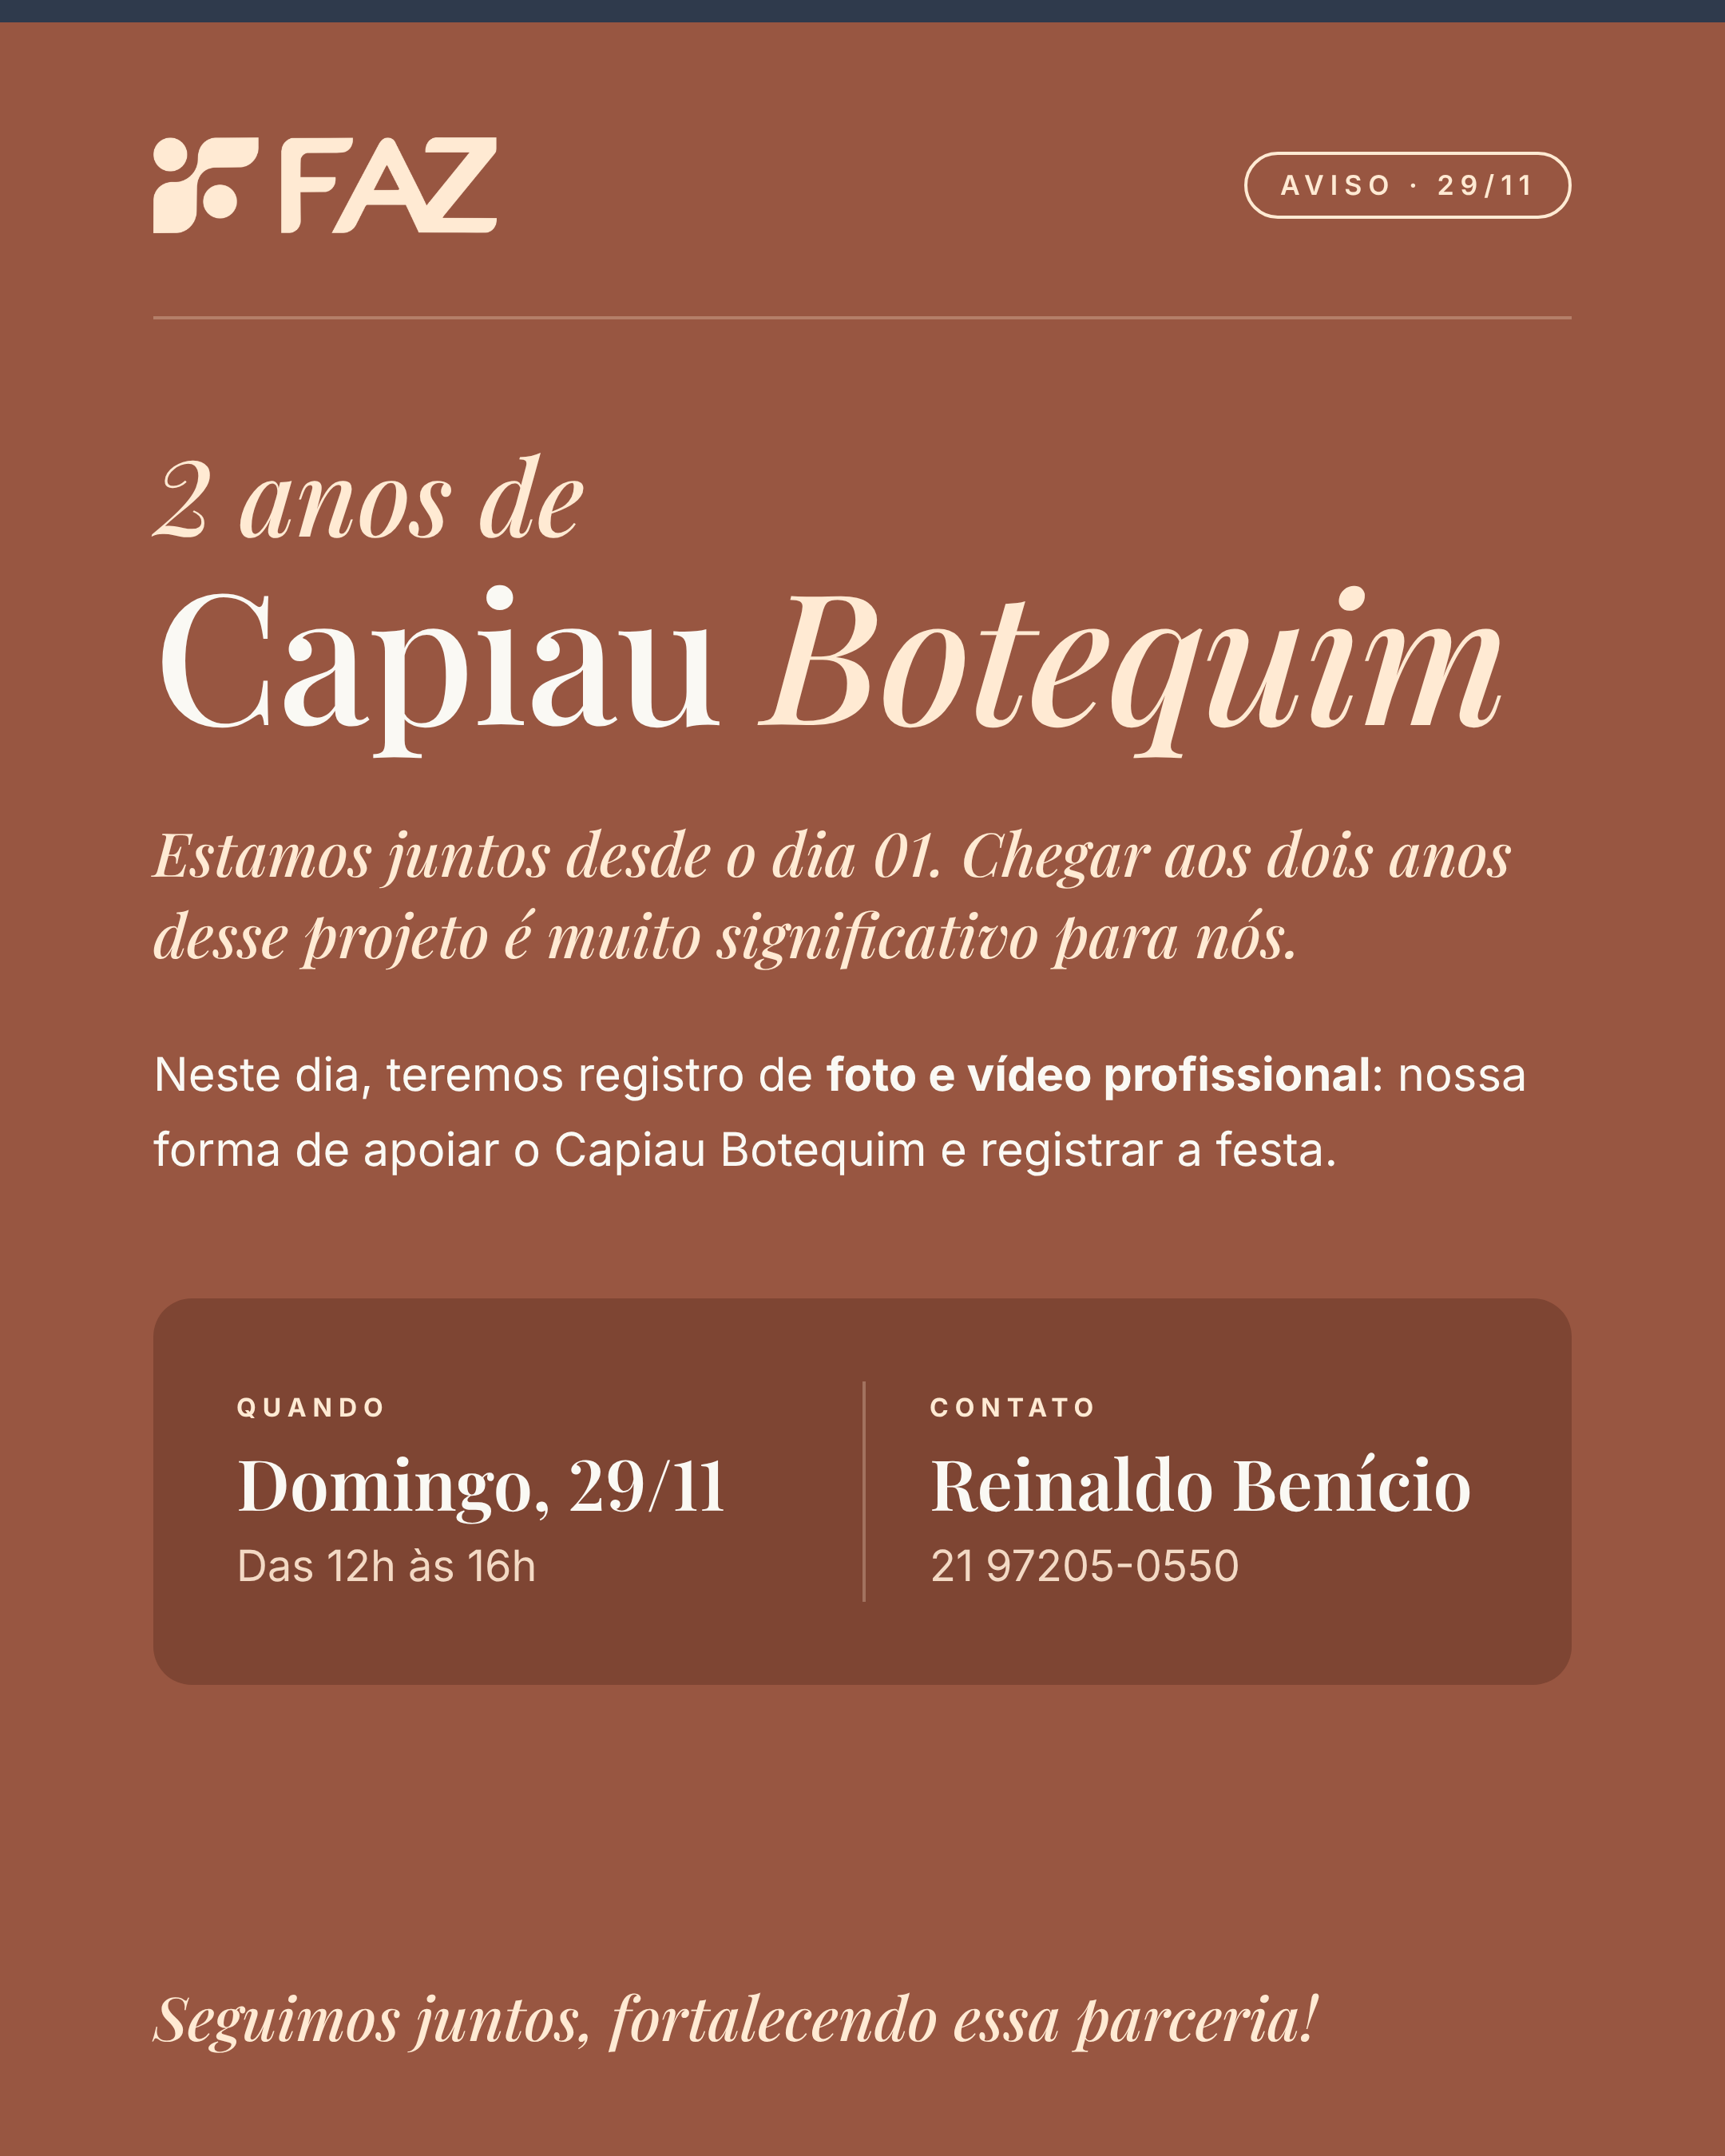 FAZ
AVISO · 29/11
2 anos de
Capiau Botequim
Estamos juntos desde o dia 01. Chegar aos dois anos
desse projeto é muito significativo para nós.
Neste dia, teremos registro de foto e vídeo profissional: nossa
forma de apoiar o Capiau Botequim e registrar a festa.
QUANDO
Domingo, 29/11
Das 12h às 16h
CONTATO
Reinaldo Benício
21 97205-0550
Seguimos juntos, fortalecendo essa parceria!